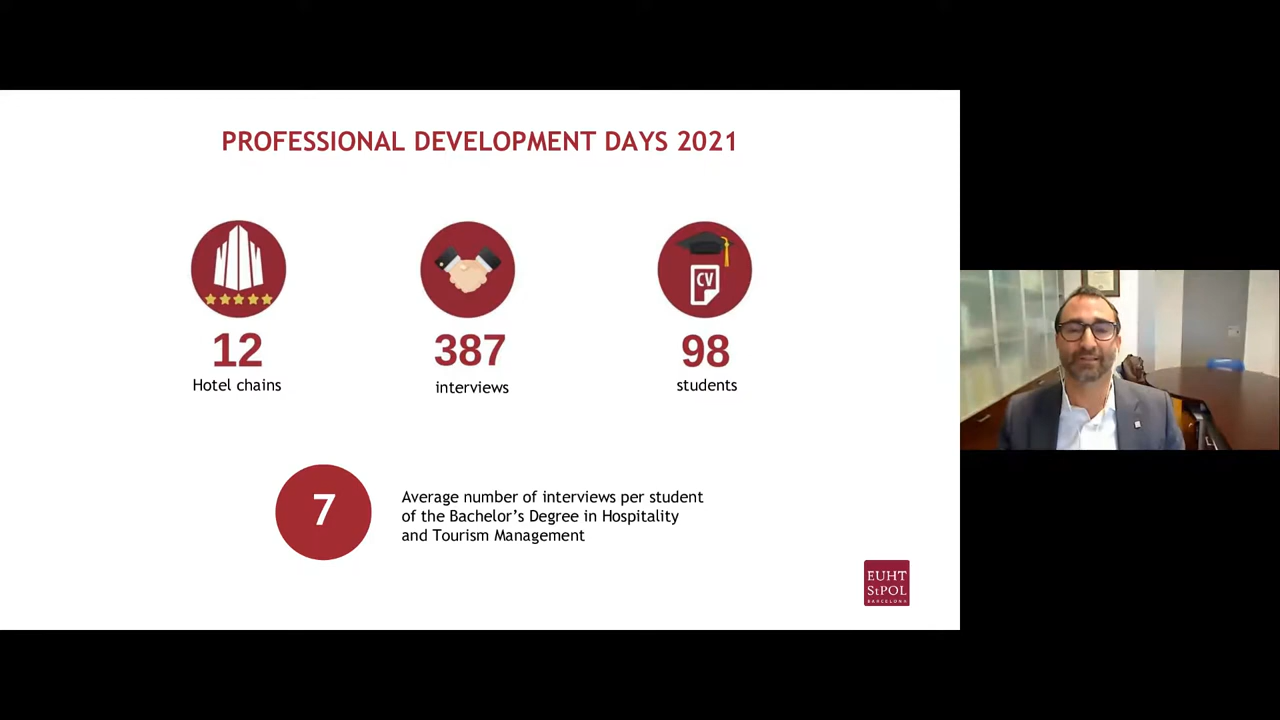 PROFESSIONAL DEVELOPMENT DAYS 2021
CV
12
Hotel chains
387
interviews
98
students
7
Average number of interviews per student
of the Bachelor’s Degree in Hospitality
and Tourism Management
EUHT
StPOL
BARCELONA